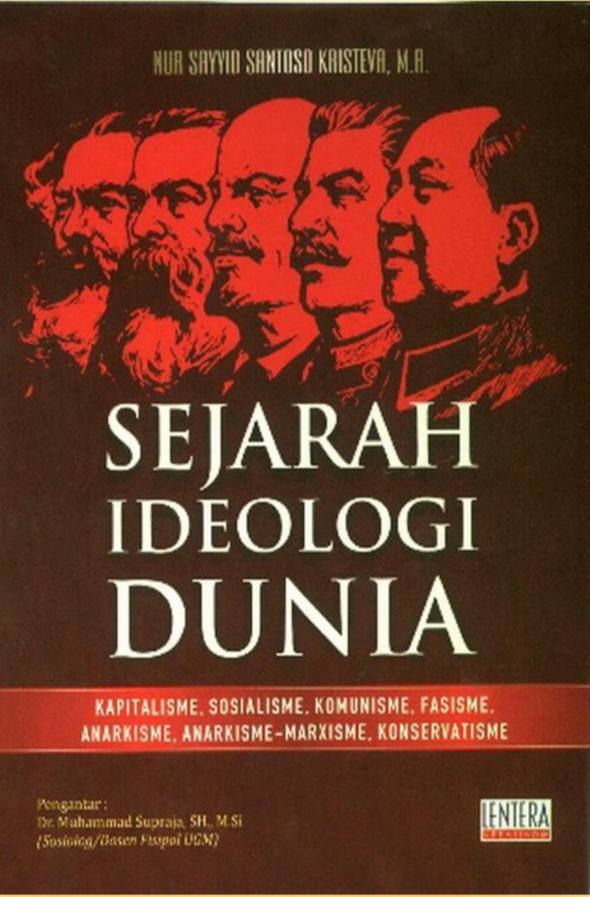 NUR SAYYID SANTOSO KRISTEVA, M.A.
SEJARAH
IDEOLOGI
DUNIA
KAPITALISME, SOSIALISME, KOMUNISME, FASISME,
ANARKISME, ANARKISME-MARXISME, KONSERVATISME
Pengantar :
Dr. Muhammad Supraja, SH., M.Si
(Sosiolog/Dosen Fisipol UGM)
LENTERA
KREASINDO